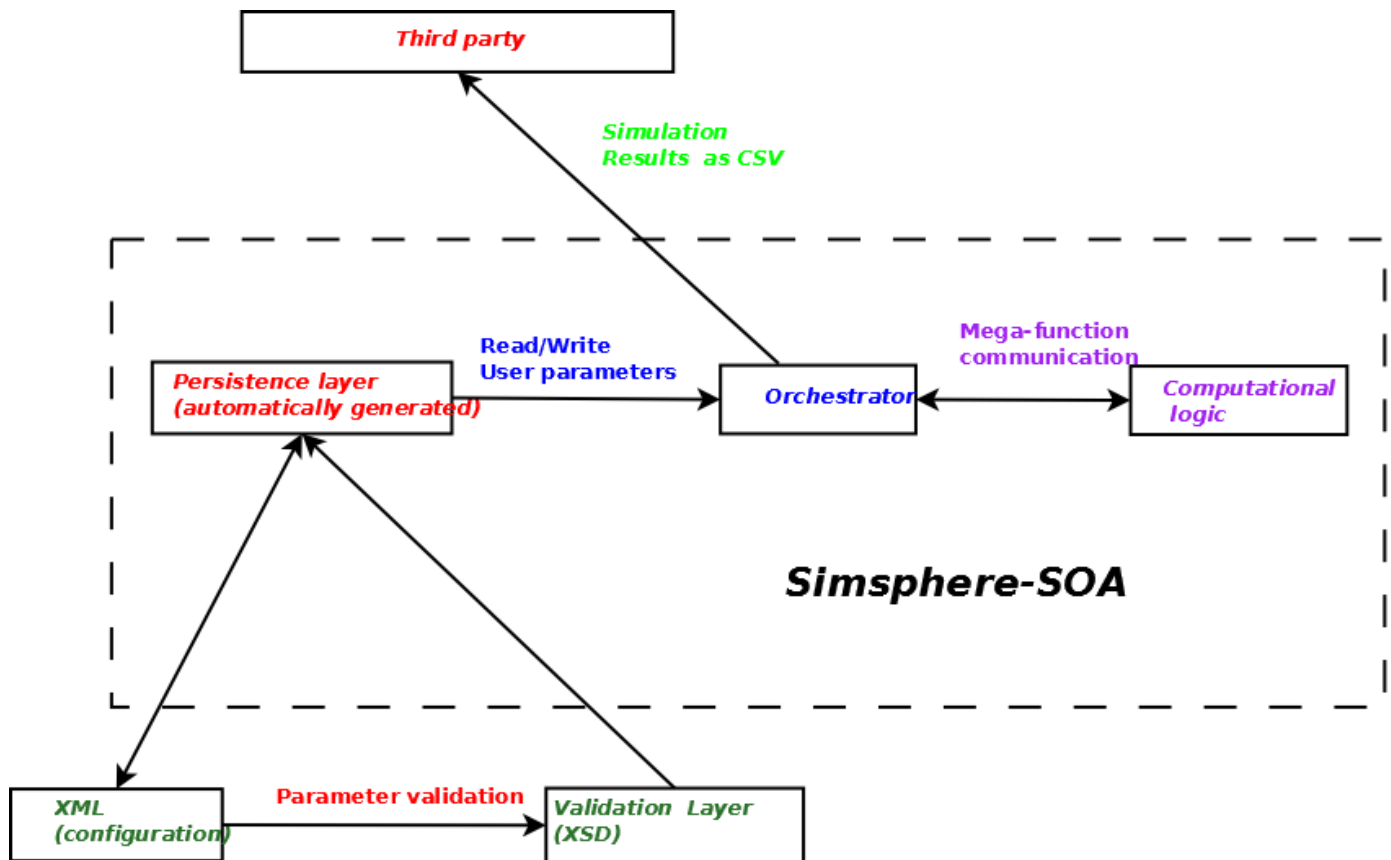 Third party
Simulation
Results as CSV
Read/Write
User parameters
Mega-function
communication
Persistence layer
(automatically generated)
Orchestrator
Computational
logic
Simsphere-SOA
XML
(configuration)
Parameter validation
Validation Layer
(XSD)